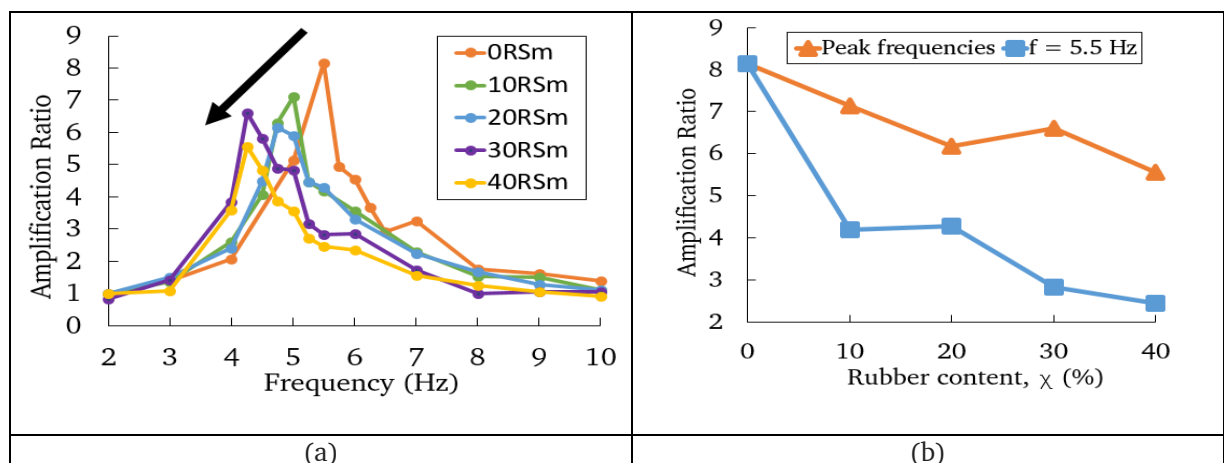 9
8
7
6
5
4
3
2
1
0
Amplification Ratio
0RSm
10RSm
20RSm
30RSm
40RSm
2 3 4 5 6 7 8 9 10
Frequency (Hz)
(a)
9
8
7
6
5
4
3
2
Amplification Ratio
Peak frequencies f = 5.5 Hz
0 10 20 30 40
Rubber content, χ (%)
(b)